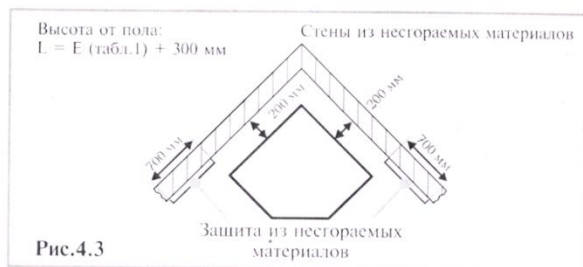 Высота от пола:
L = E (табл.1) + 300 мм
Стены из несгораемых материалов
200 мм
200 мм
700 мм
700 мм
Защита из несгораемых
материалов
Рис.4.3